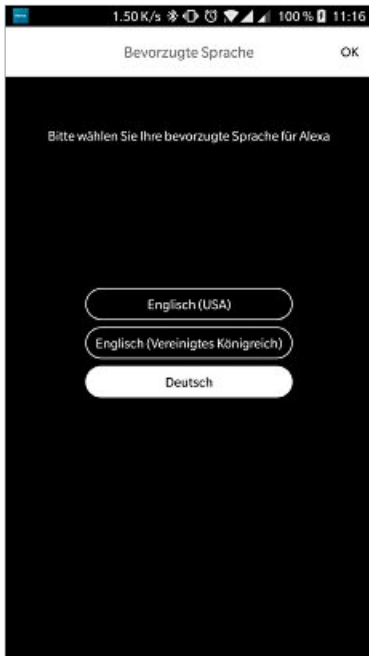 1.50 K/s 100 % 11:16
Bevorzugte Sprache OK
Bitte wählen Sie Ihre bevorzugte Sprache für Alexa
Englisch (USA)
Englisch (Vereinigtes Königreich)
Deutsch